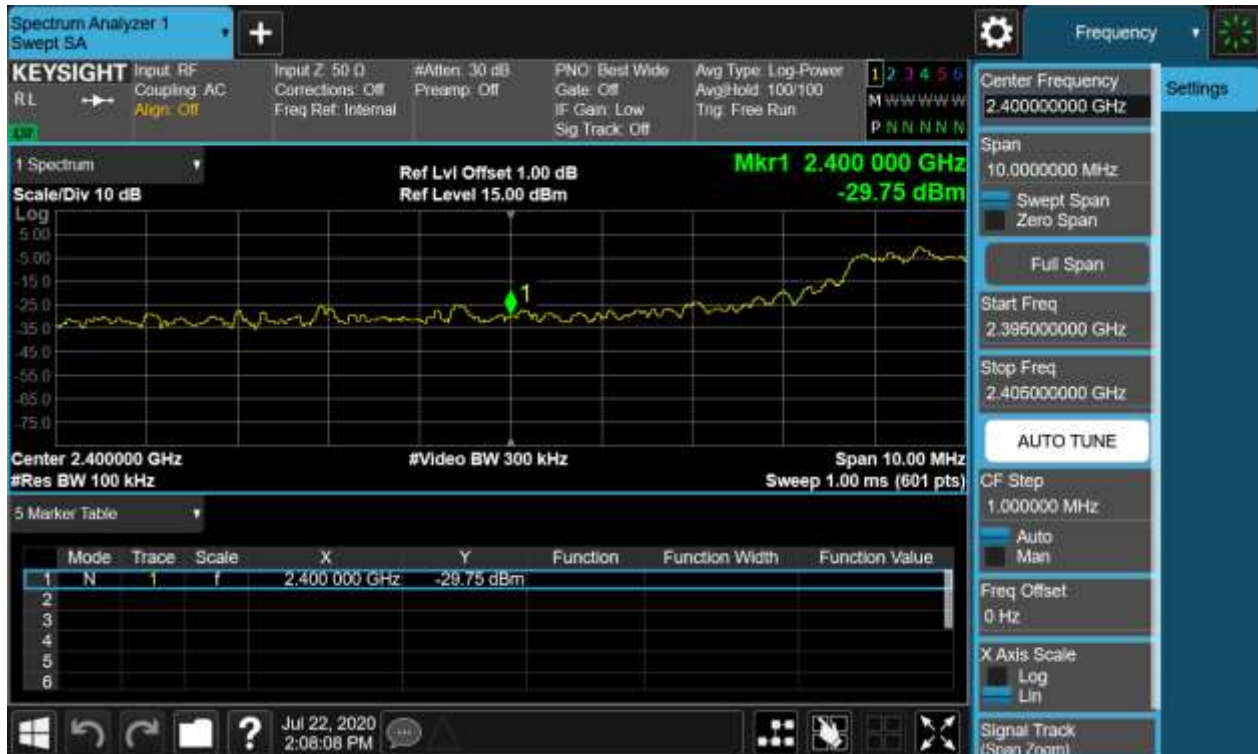 Spectrum Analyzer 1
Swept SA
+
Frequency
KEYSIGHT
RL
Input: RF
Coupling: AC
Align: Off
Input Z: 50 Ω
Corrections: Off
Freq Ref: Internal
#Atten: 30 dB
Preamp: Off
PNO: Best Wide
Gate: Off
IF Gain: Low
Sig Track: Off
Avg Type: Log-Power
Avg|Hold: 100/100
Trig: Free Run
1 2 3 4 5 6
M W W W W W
P N N N N N
1 Spectrum
Scale/Div 10 dB
Ref Lvl Offset 1.00 dB
Ref Level 15.00 dBm
Mkr1 2.400 000 GHz
-29.75 dBm
Log
5.00
-5.00
-15.0
-25.0
-35.0
-45.0
-55.0
-65.0
-75.0
1
Center 2.400000 GHz
#Res BW 100 kHz
#Video BW 300 kHz
Span 10.00 MHz
Sweep 1.00 ms (601 pts)
5 Marker Table
Mode Trace Scale X Y Function Function Width Function Value
1 N 1 f 2.400 000 GHz -29.75 dBm
2
3
4
5
6
Jul 22, 2020
2:08:08 PM
Center Frequency
2.400000000 GHz
Settings
Span
10.0000000 MHz
Swept Span
Zero Span
Full Span
Start Freq
2.395000000 GHz
Stop Freq
2.405000000 GHz
AUTO TUNE
CF Step
1.000000 MHz
Auto
Man
Freq Offset
0 Hz
X Axis Scale
Log
Lin
Signal Track
(Span Zoom)